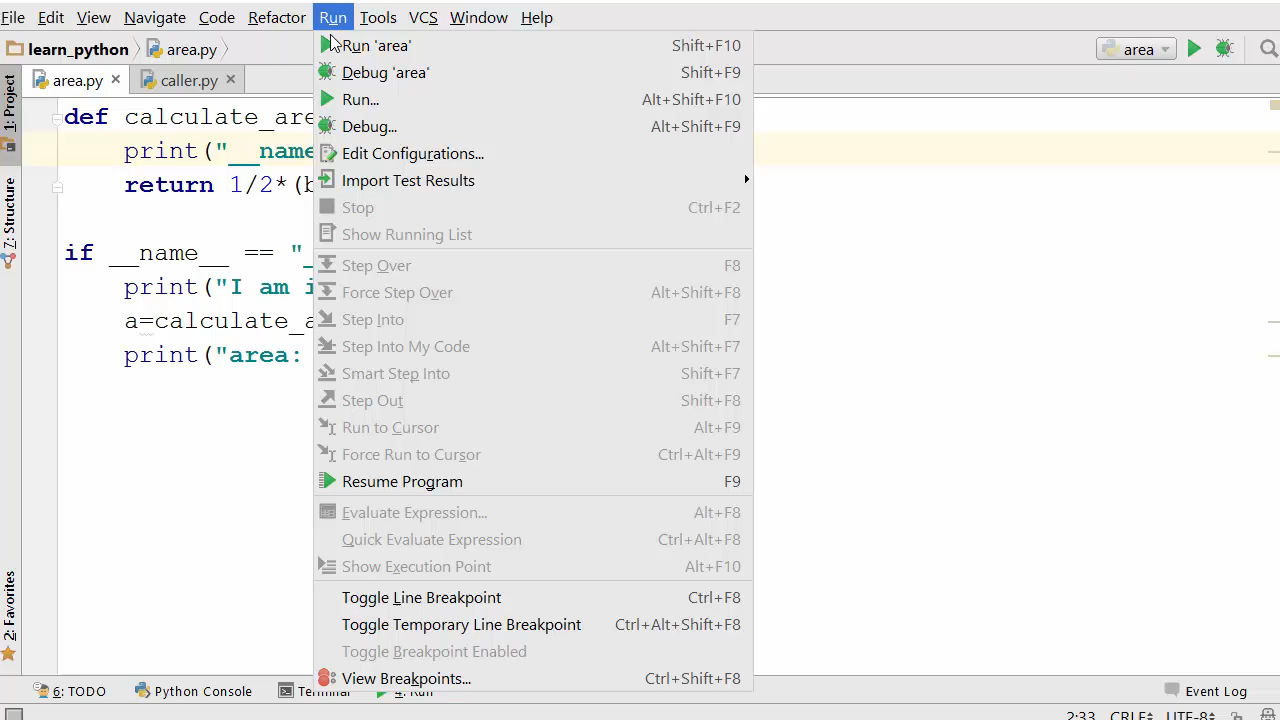 File Edit View Navigate Code Refactor Run Tools VCS Window Help
learn_python area.py area
area.py caller.py
1: Project
7: Structure
2: Favorites
def calculate_are
print("__name
return 1/2*(b
if __name__ == "_
print("I am i
a=calculate_a
print("area:
Run 'area' Shift+F10
Debug 'area' Shift+F9
Run... Alt+Shift+F10
Debug... Alt+Shift+F9
Edit Configurations...
Import Test Results
Stop Ctrl+F2
Show Running List
Step Over F8
Force Step Over Alt+Shift+F8
Step Into F7
Step Into My Code Alt+Shift+F7
Smart Step Into Shift+F7
Step Out Shift+F8
Run to Cursor Alt+F9
Force Run to Cursor Ctrl+Alt+F9
Resume Program F9
Evaluate Expression... Alt+F8
Quick Evaluate Expression Ctrl+Alt+F8
Show Execution Point Alt+F10
Toggle Line Breakpoint Ctrl+F8
Toggle Temporary Line Breakpoint Ctrl+Alt+Shift+F8
Toggle Breakpoint Enabled
View Breakpoints... Ctrl+Shift+F8
6: TODO Python Console Terminal 4: Run Event Log
2:33 CRLF UTF-8